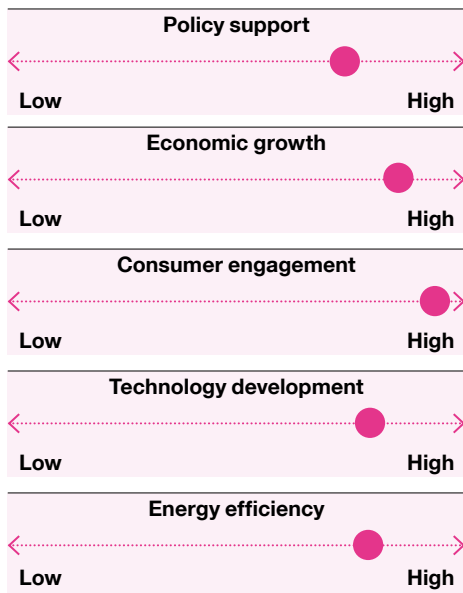 Policy support
Low High
Economic growth
Low High
Consumer engagement
Low High
Technology development
Low High
Energy efficiency
Low High